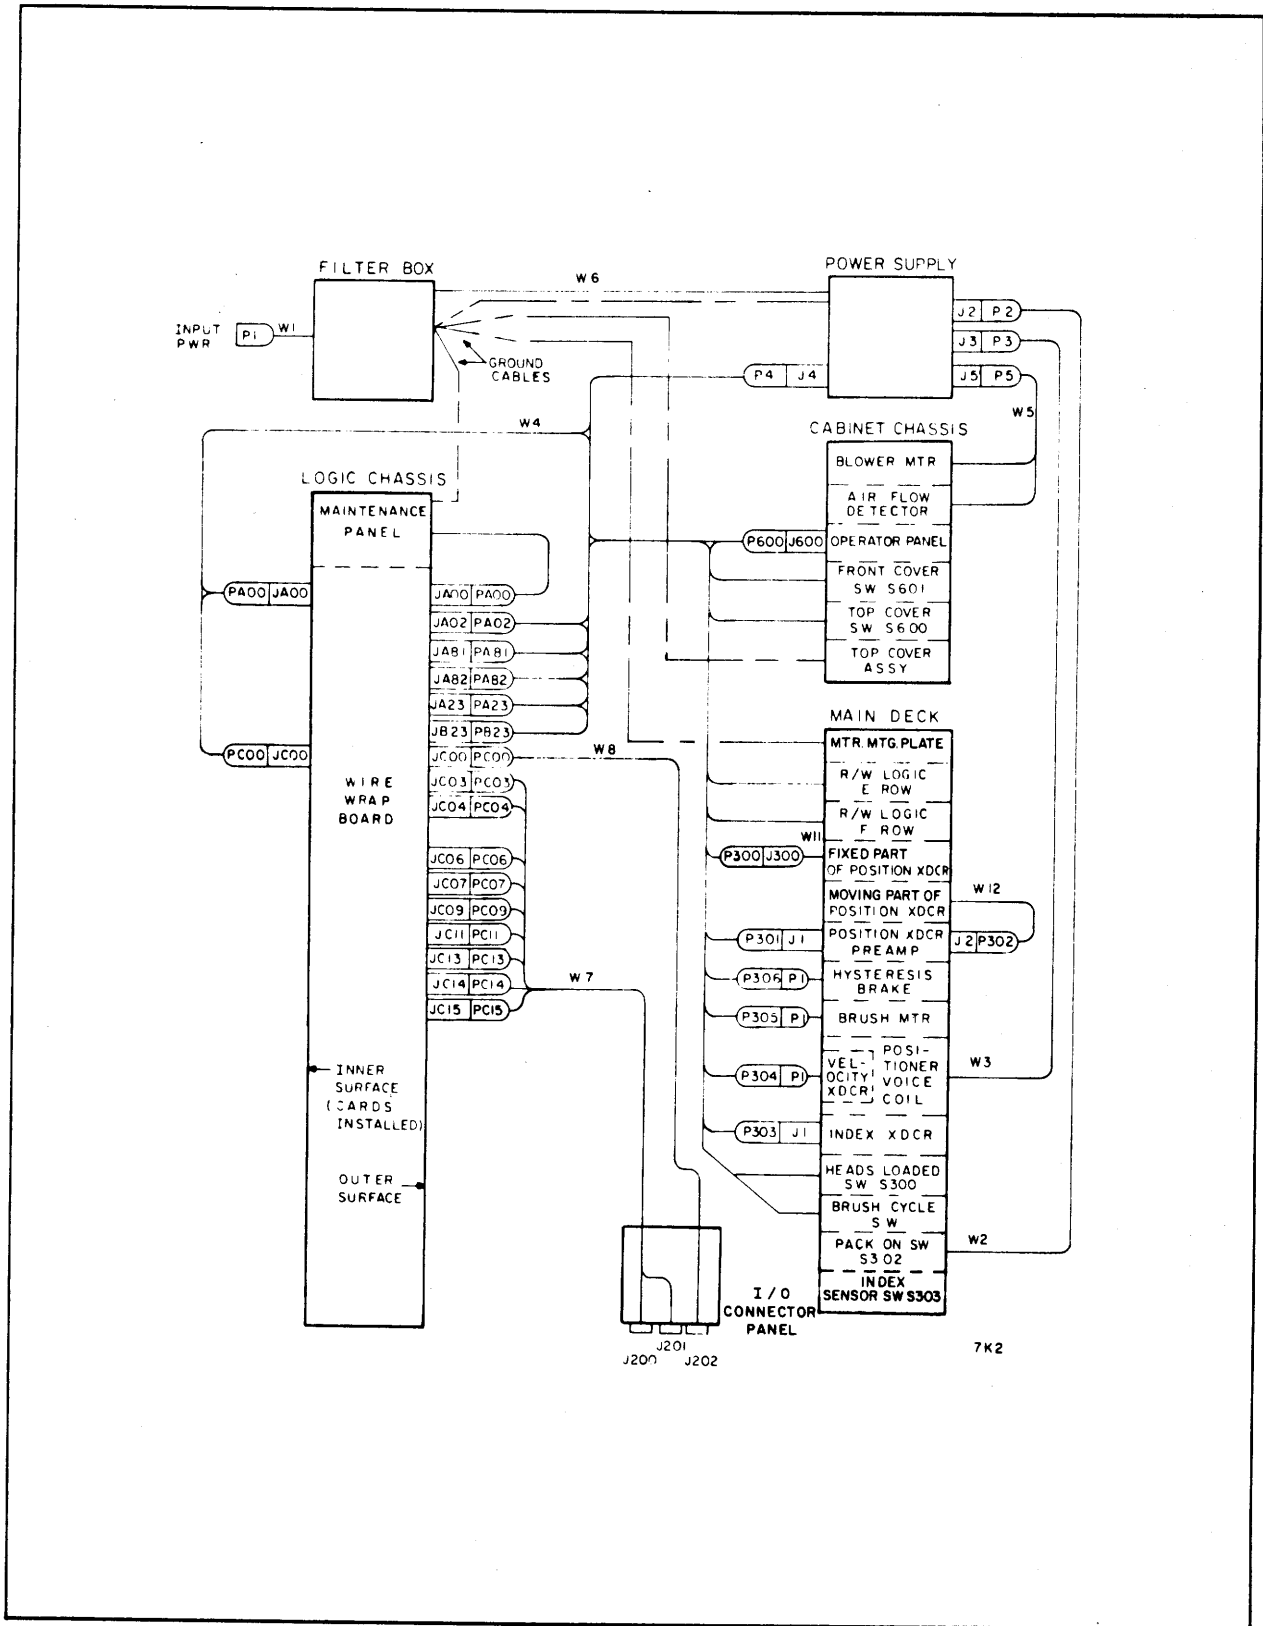 FILTER BOX
W6
POWER SUPPLY
INPUT
PWR
P1
W1
GROUND
CABLES
J2 P2
J3 P3
P4 J4
J5 P5
W5
W4
CABINET CHASSIS
BLOWER MTR
AIR FLOW
DETECTOR
P600 J600 OPERATOR PANEL
FRONT COVER
SW S601
TOP COVER
SW S600
TOP COVER
ASSY
LOGIC CHASSIS
MAINTENANCE
PANEL
PA00 JA00
JA00 PA00
JA02 PA02
JA81 PA81
JA82 PA82
JA23 PA23
JB23 PB23
PC00 JC00
JC00 PC00
W8
JC03 PC03
JC04 PC04
WIRE
WRAP
BOARD
JC06 PC06
JC07 PC07
JC09 PC09
JC11 PC11
JC13 PC13
JC14 PC14
JC15 PC15
W7
INNER
SURFACE
(CARDS
INSTALLED)
OUTER
SURFACE
MAIN DECK
MTR. MTG. PLATE
R/W LOGIC
E ROW
R/W LOGIC
F ROW
W11
P300 J300 FIXED PART
OF POSITION XDCR
MOVING PART OF
POSITION XDCR
W12
P301 J1 POSITION XDCR
PREAMP
J2 P302
P306 P1 HYSTERESIS
BRAKE
P305 P1 BRUSH MTR
P304 P1
VEL-
OCITY
XDCR
POSI-
TIONER
VOICE
COIL
W3
P303 J1 INDEX XDCR
HEADS LOADED
SW S300
BRUSH CYCLE
SW
PACK ON SW
S302
W2
INDEX
SENSOR SW S303
I/O
CONNECTOR
PANEL
J200
J201
J202
7K2